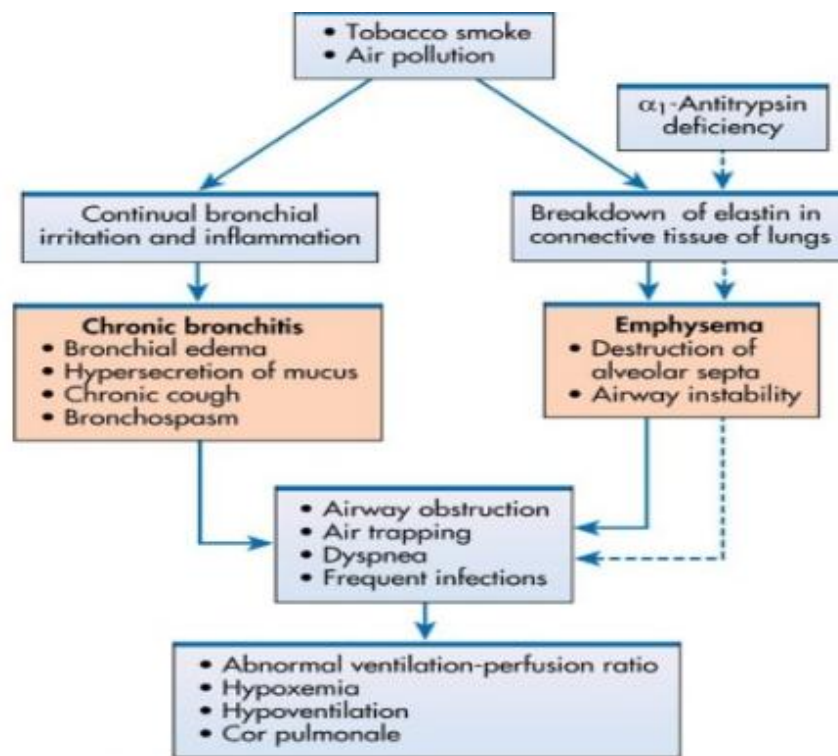 • Tobacco smoke
• Air pollution
α1-Antitrypsin
deficiency
Continual bronchial
irritation and inflammation
Breakdown of elastin in
connective tissue of lungs
Chronic bronchitis
• Bronchial edema
• Hypersecretion of mucus
• Chronic cough
• Bronchospasm
Emphysema
• Destruction of
alveolar septa
• Airway instability
• Airway obstruction
• Air trapping
• Dyspnea
• Frequent infections
• Abnormal ventilation-perfusion ratio
• Hypoxemia
• Hypoventilation
• Cor pulmonale